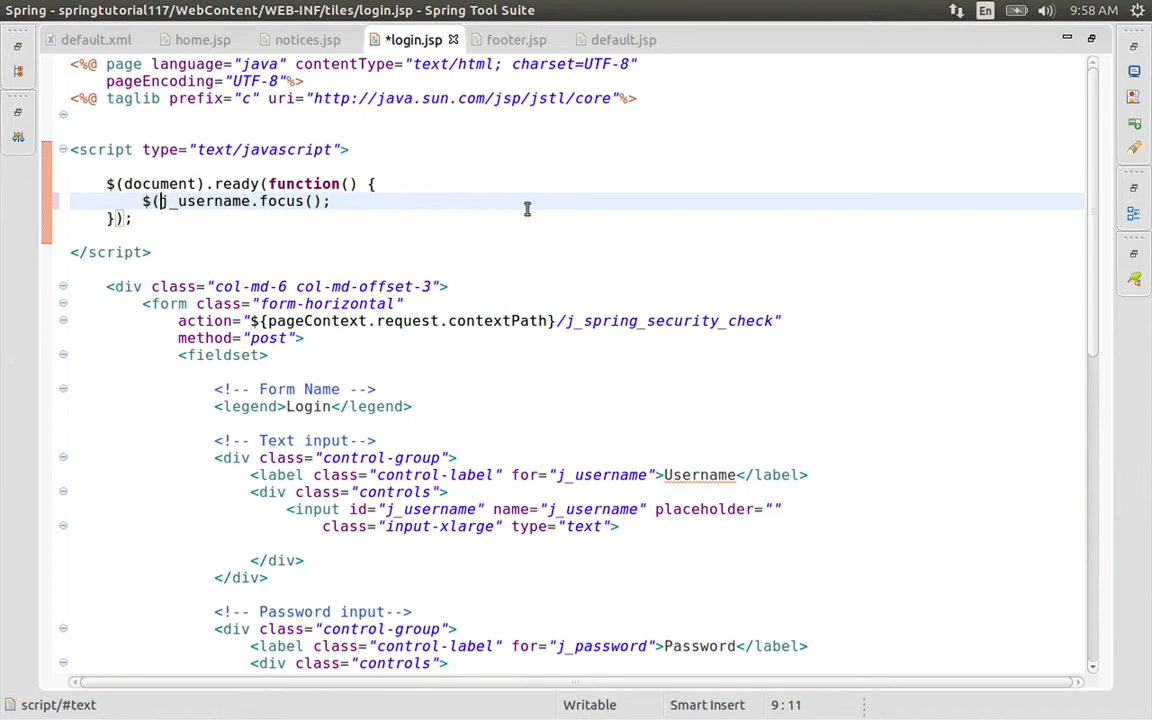 Spring - springtutorial117/WebContent/WEB-INF/tiles/login.jsp - Spring Tool Suite
En
9:58 AM
default.xml
home.jsp
notices.jsp
*login.jsp
footer.jsp
default.jsp
<%@ page language="java" contentType="text/html; charset=UTF-8"
pageEncoding="UTF-8"%>
<%@ taglib prefix="c" uri="http://java.sun.com/jsp/jstl/core"%>
<script type="text/javascript">
$(document).ready(function() {
$(j_username.focus();
});
</script>
<div class="col-md-6 col-md-offset-3">
<form class="form-horizontal"
action="${pageContext.request.contextPath}/j_spring_security_check"
method="post">
<fieldset>
<!-- Form Name -->
<legend>Login</legend>
<!-- Text input-->
<div class="control-group">
<label class="control-label" for="j_username">Username</label>
<div class="controls">
<input id="j_username" name="j_username" placeholder=""
class="input-xlarge" type="text">
</div>
</div>
<!-- Password input-->
<div class="control-group">
<label class="control-label" for="j_password">Password</label>
<div class="controls">
script/#text
Writable
Smart Insert
9 : 11